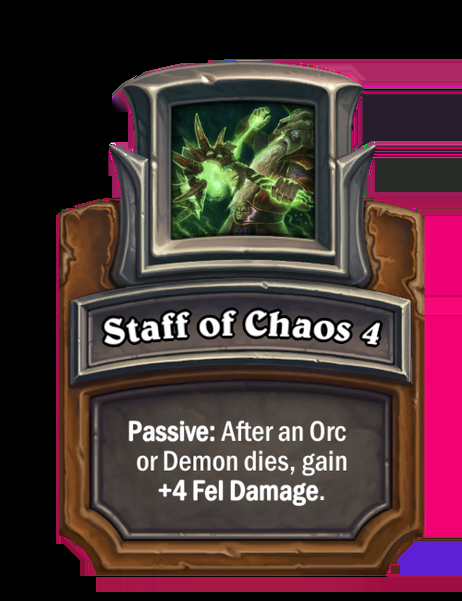 Staff of Chaos 4
Passive: After an Orc
or Demon dies, gain
+4 Fel Damage.